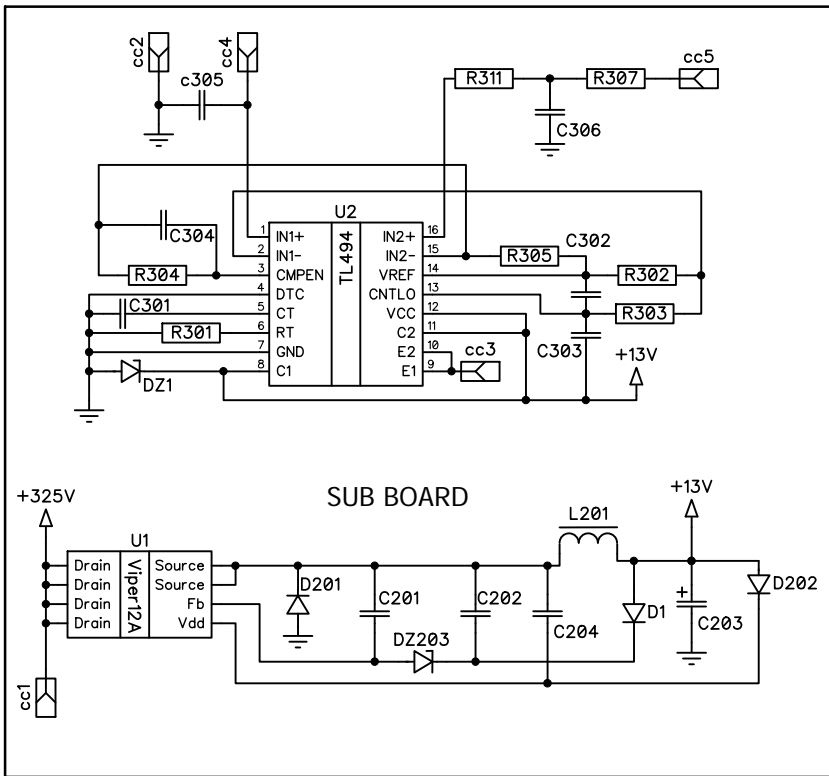 cc2
cc4
c305
R311
R307
cc5
C306
U2
TL494
1 IN1+
2 IN1-
3 CMPEN
4 DTC
5 CT
6 RT
7 GND
8 C1
IN2+ 16
IN2- 15
VREF 14
CNTLO 13
VCC 12
C2 11
E2 10
E1 9
C304
R304
C301
R301
DZ1
R305
C302
R302
R303
C303
cc3
+13V
SUB BOARD
+325V
U1
Viper12A
Drain
Drain
Drain
Drain
Source
Source
Fb
Vdd
cc1
D201
C201
DZ203
C202
C204
L201
D1
+13V
+
C203
D202